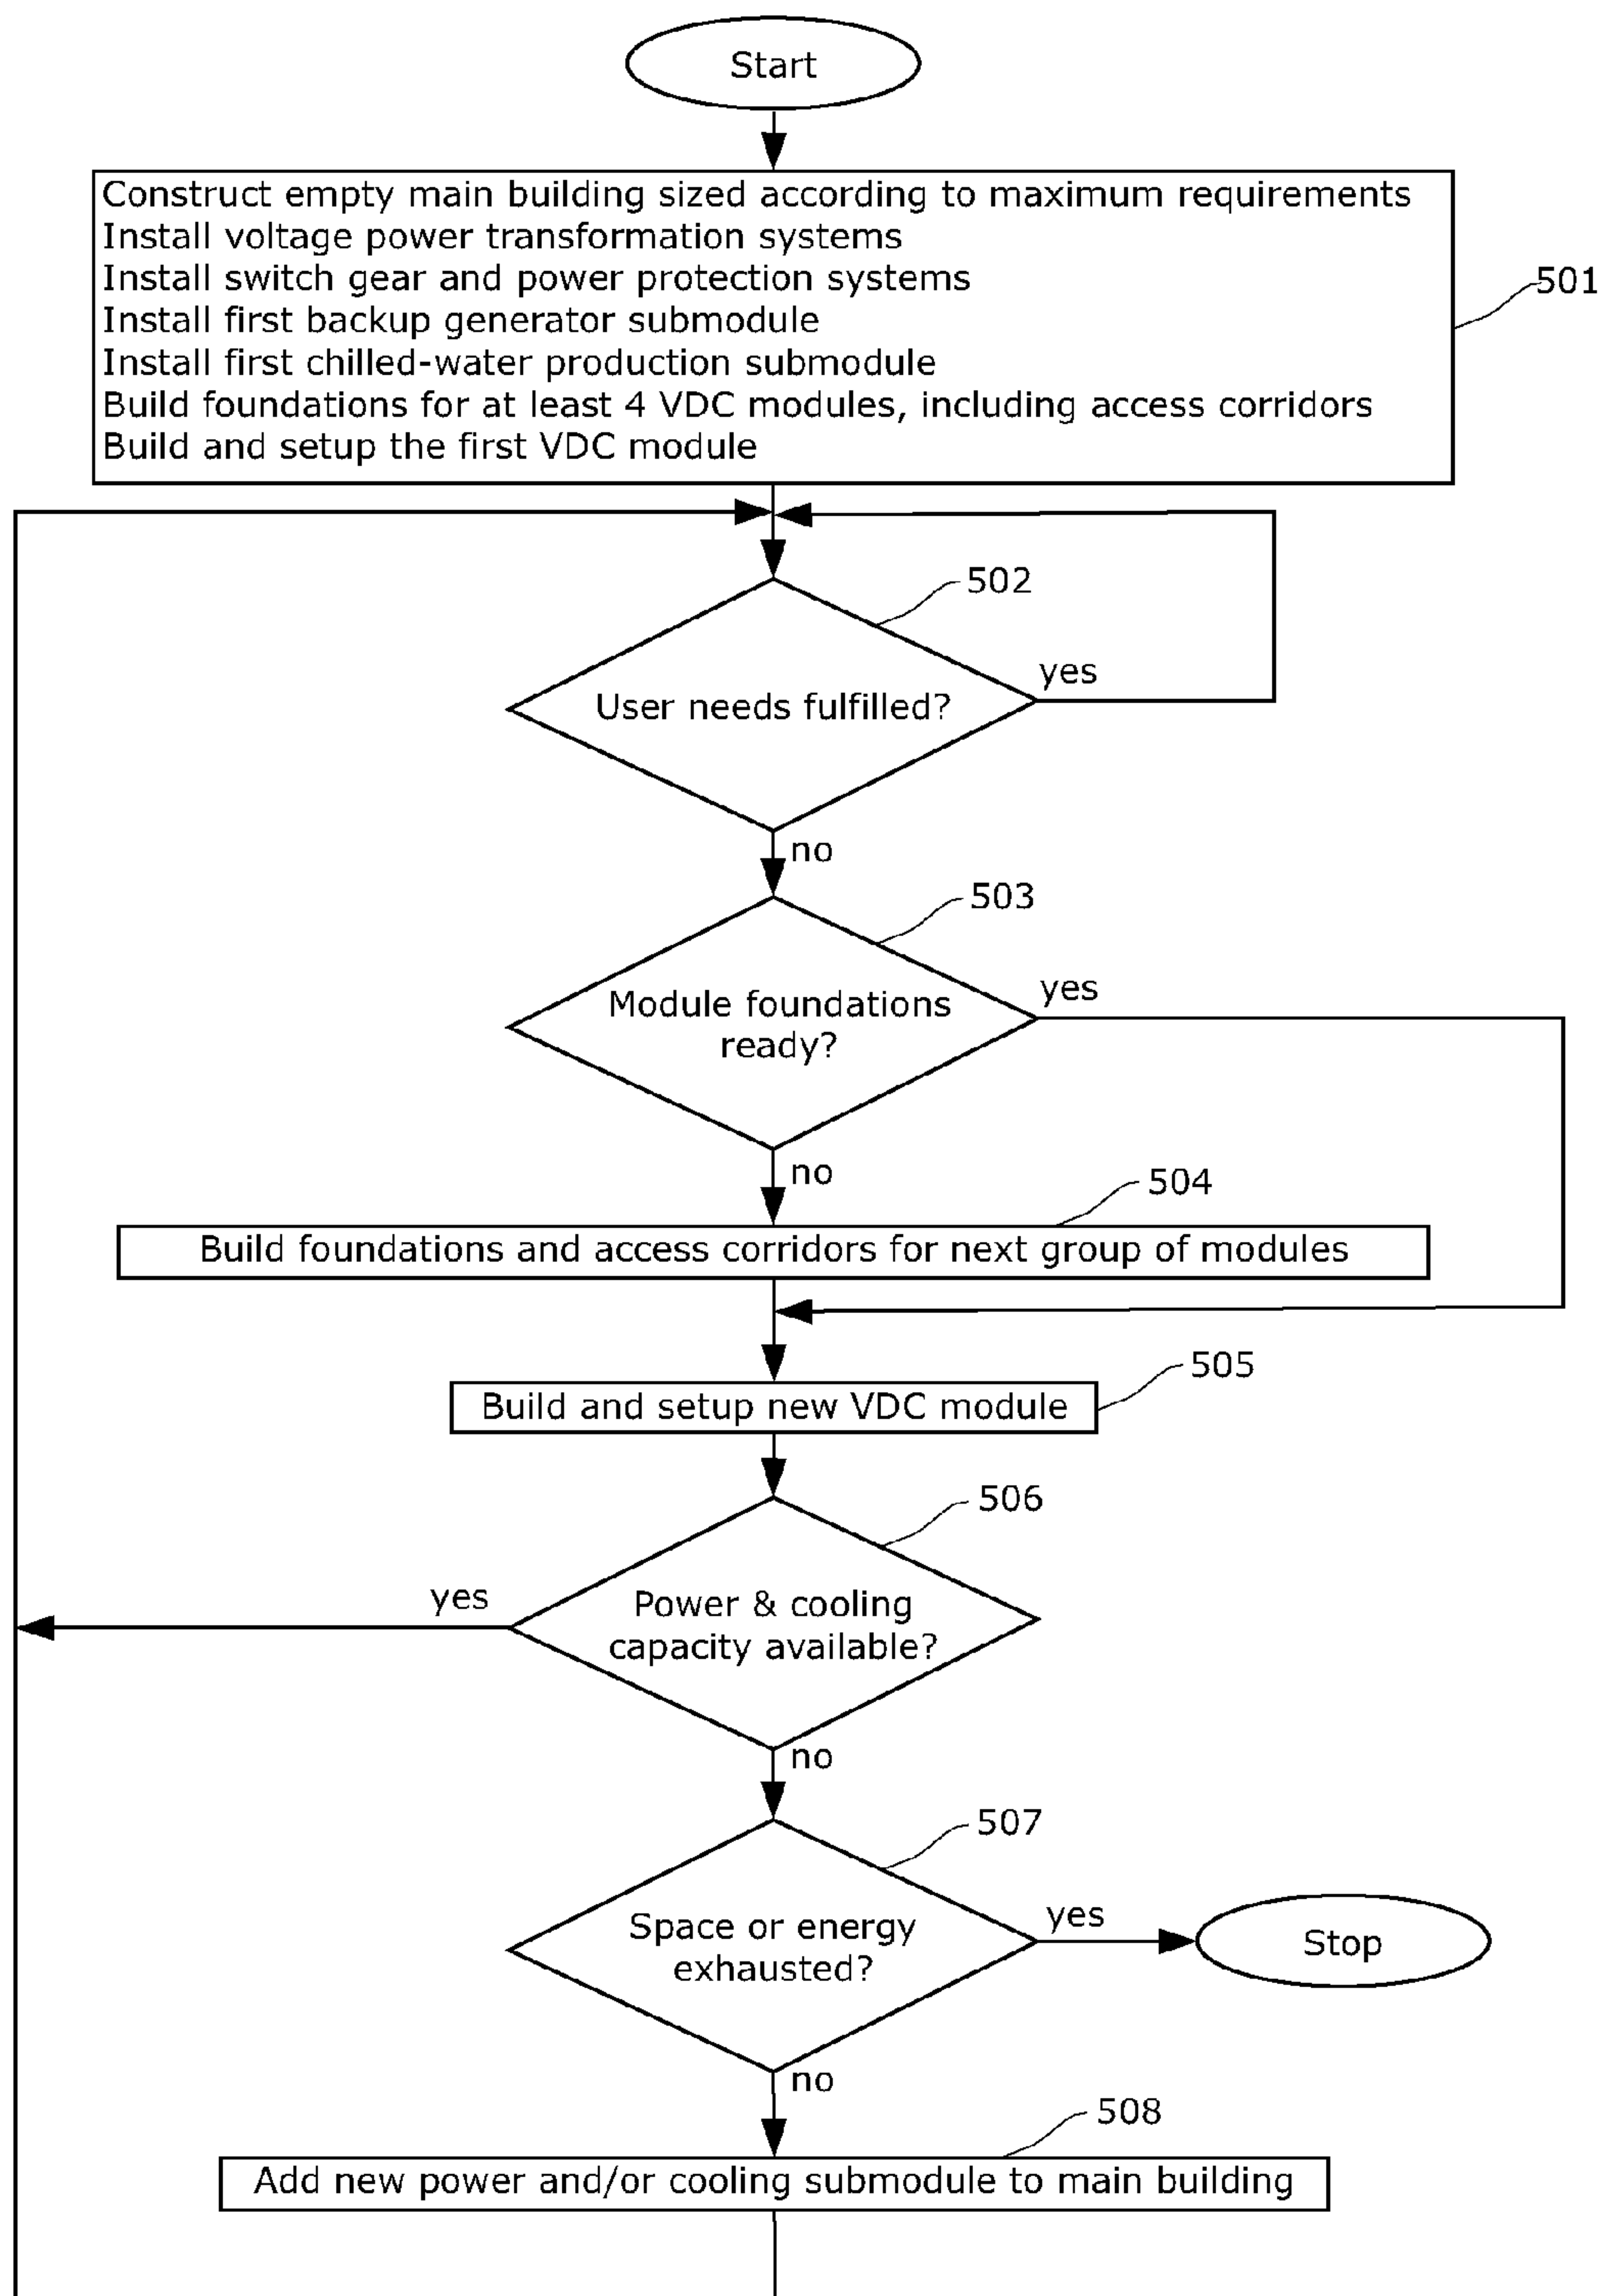 Start
Construct empty main building sized according to maximum requirements
Install voltage power transformation systems
Install switch gear and power protection systems
Install first backup generator submodule
Install first chilled-water production submodule
Build foundations for at least 4 VDC modules, including access corridors
Build and setup the first VDC module
501
502
User needs fulfilled?
yes
no
503
Module foundations
ready?
yes
no
504
Build foundations and access corridors for next group of modules
505
Build and setup new VDC module
506
Power & cooling
capacity available?
yes
no
507
Space or energy
exhausted?
yes
Stop
no
508
Add new power and/or cooling submodule to main building